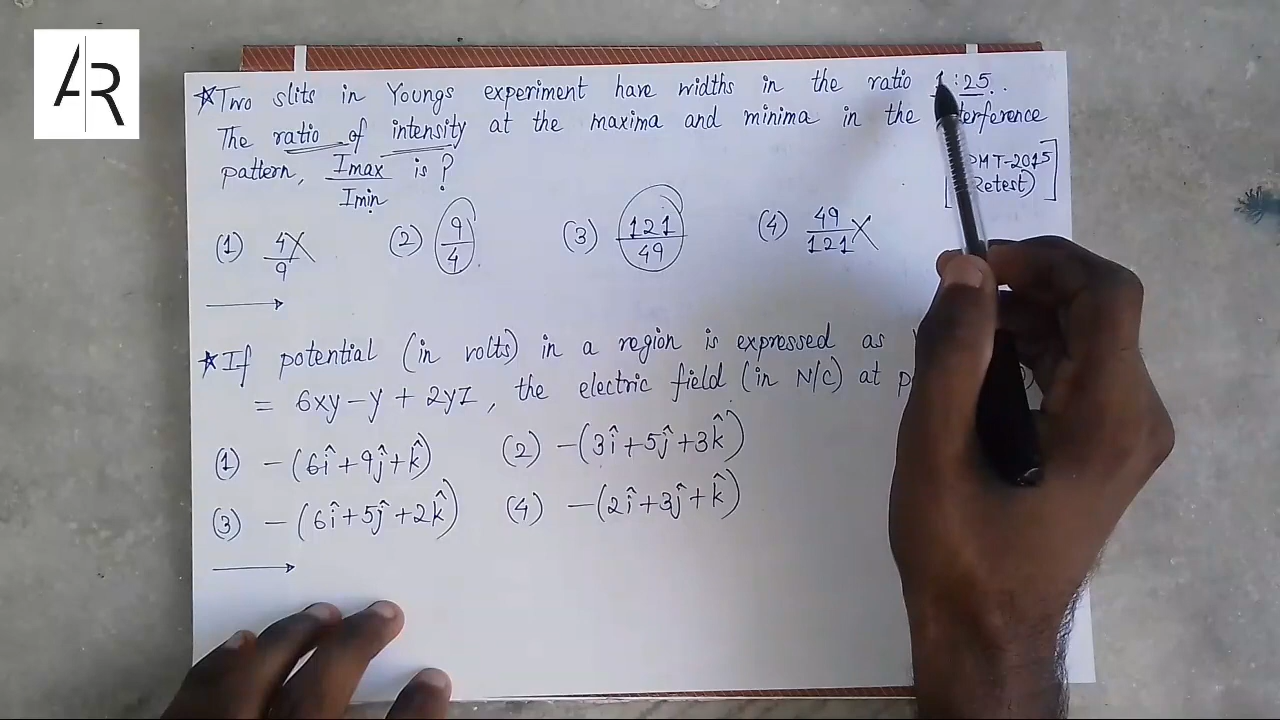 AR
★Two slits in Youngs experiment have widths in the ratio 1:25..
The ratio of intensity at the maxima and minima in the
pattern, Imax/Imin is ?
PMT-2015
Retest)
(1) 4/9 X (2) 9/4 (3) 121/49 (4) 49/121 X
★If potential (in volts) in a region is expressed as
= 6xy-y + 2yz, the electric field (in N/C) at
(1) -(6î+9ĵ+k̂) (2) -(3î+5ĵ+3k̂)
(3) -(6î+5ĵ+2k̂) (4) -(2î+3ĵ+k̂)